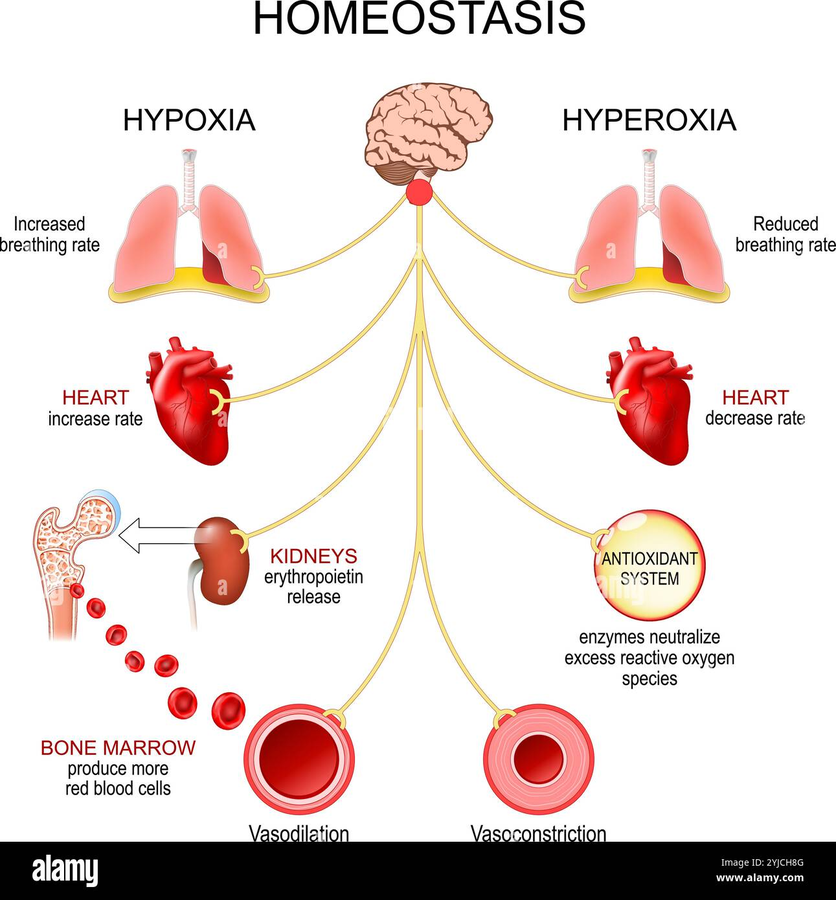 HOMEOSTASIS
HYPOXIA
HYPEROXIA
Increased
breathing rate
Reduced
breathing rate
HEART
increase rate
HEART
decrease rate
KIDNEYS
erythropoietin
release
ANTIOXIDANT
SYSTEM
enzymes neutralize
excess reactive oxygen
species
BONE MARROW
produce more
red blood cells
Vasodilation
Vasoconstriction
a
a
a
a
a
a
alamy
alamy
Image ID: 2YJCH8G
www.alamy.com